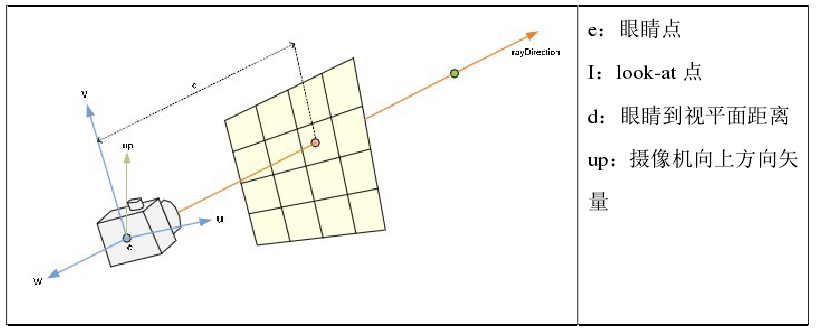 rayDirection
d
v
up
u
e
w
e：眼睛点
I：look-at 点
d：眼睛到视平面距离
up：摄像机向上方向矢
量